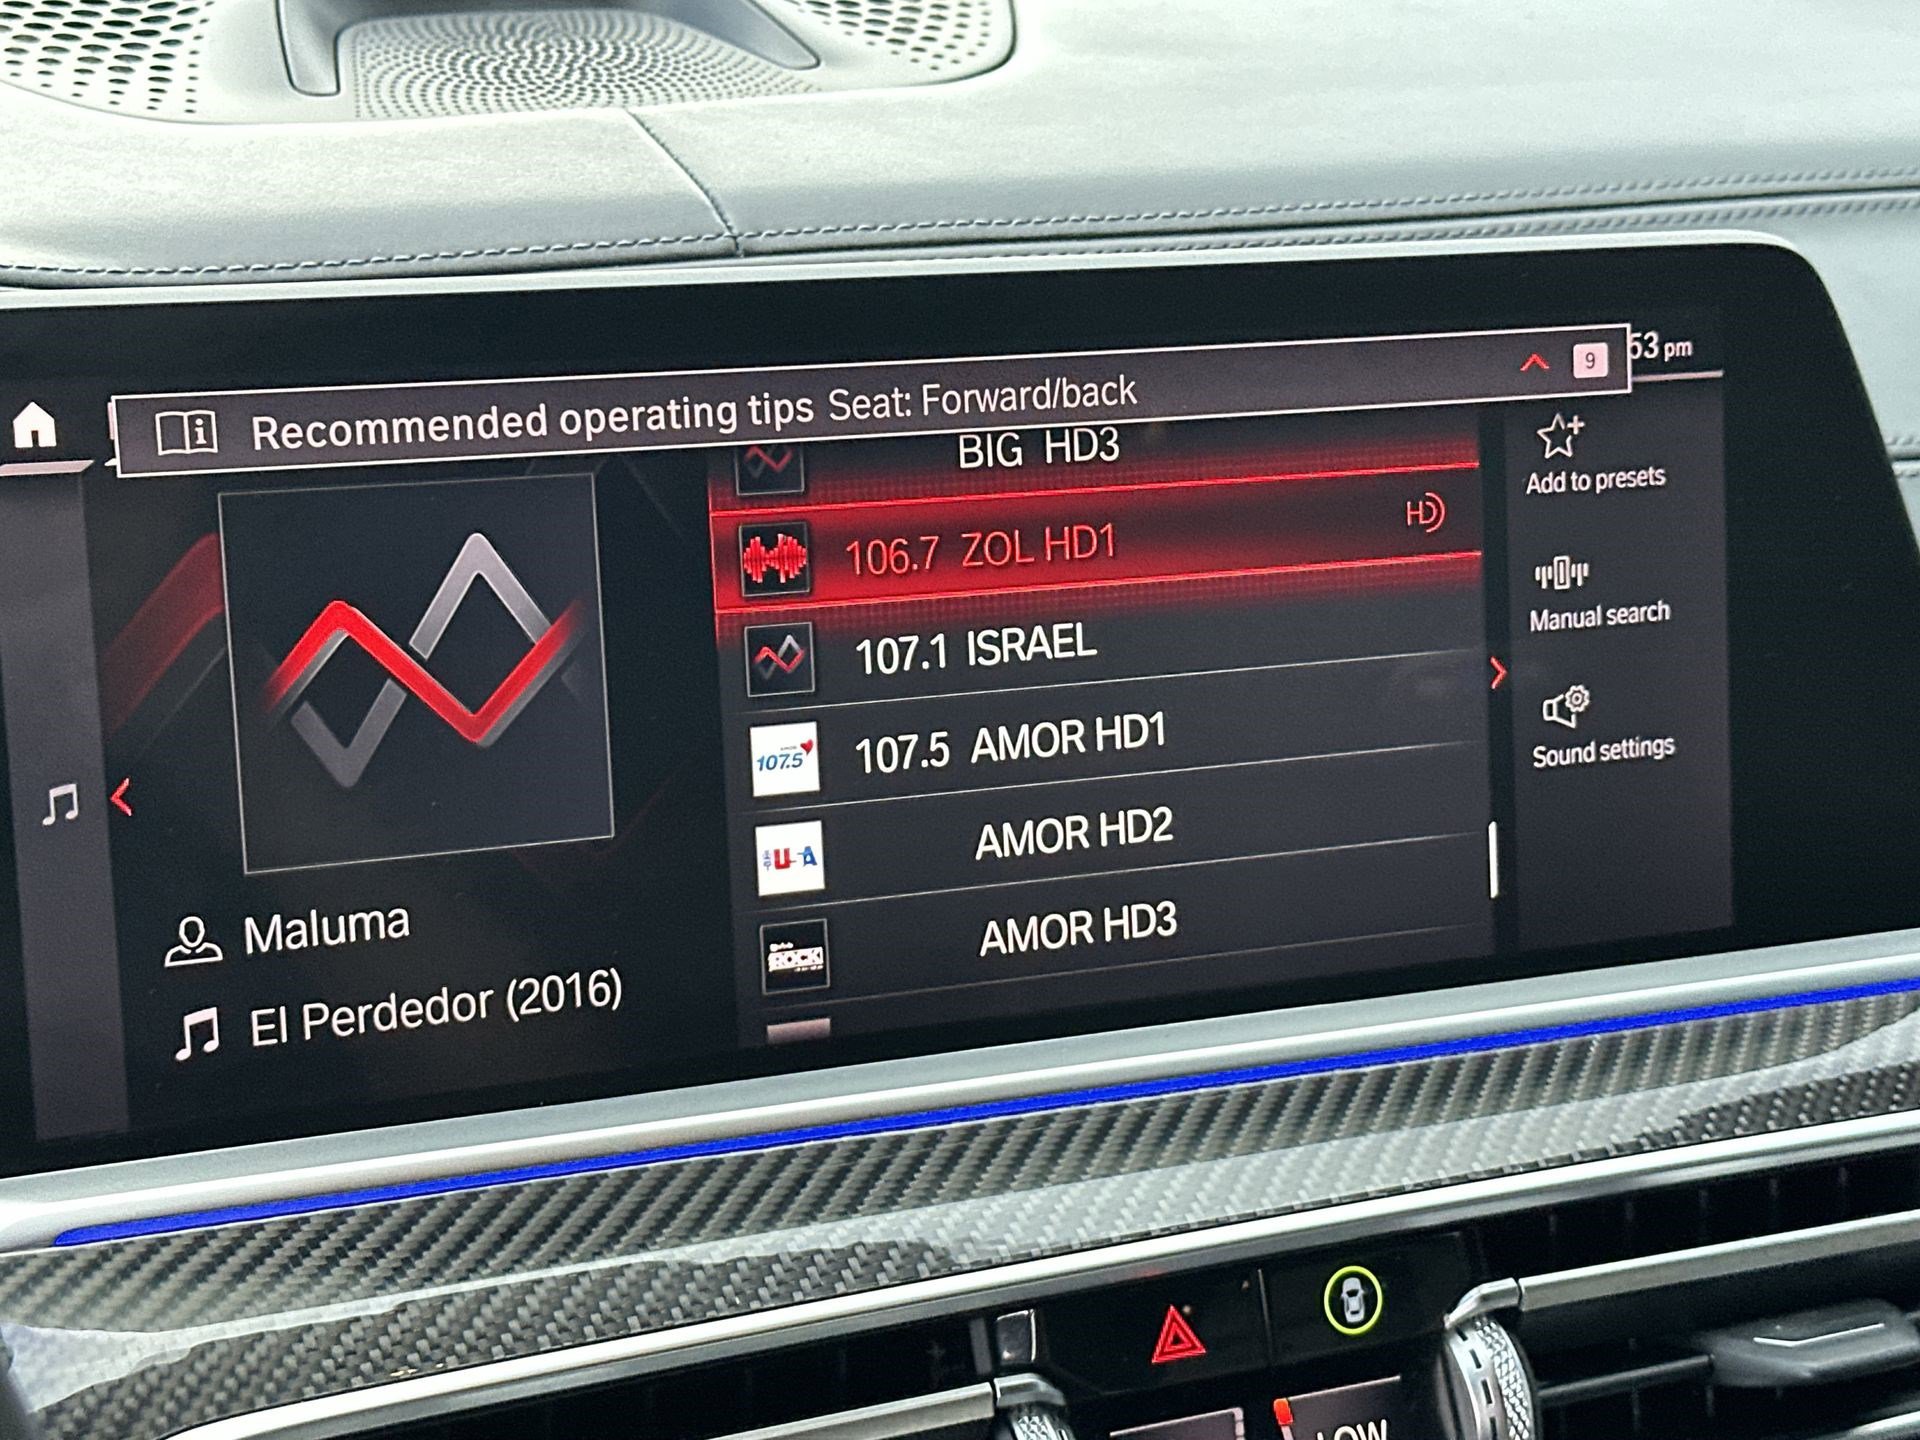 Recommended operating tips Seat: Forward/back
9
53 pm
BIG HD3
106.7 ZOL HD1
HD
107.1 ISRAEL
107.5
107.5 AMOR HD1
AMOR HD2
ROCK
AMOR HD3
Maluma
El Perdedor (2016)
Add to presets
Manual search
Sound settings
LOW